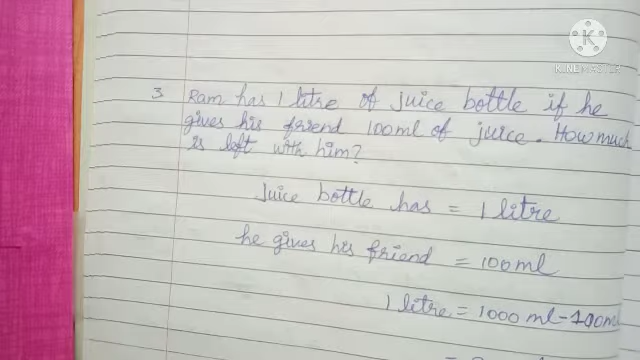 K
KINEMASTER
3 Ram has 1 litre of juice bottle if he
gives his friend 100ml of juice. How much
is left with him?
Juice bottle has = 1 litre
he gives his friend = 100ml
1 litre = 1000 ml - 100m